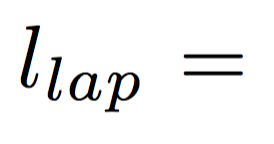 l_{lap} =